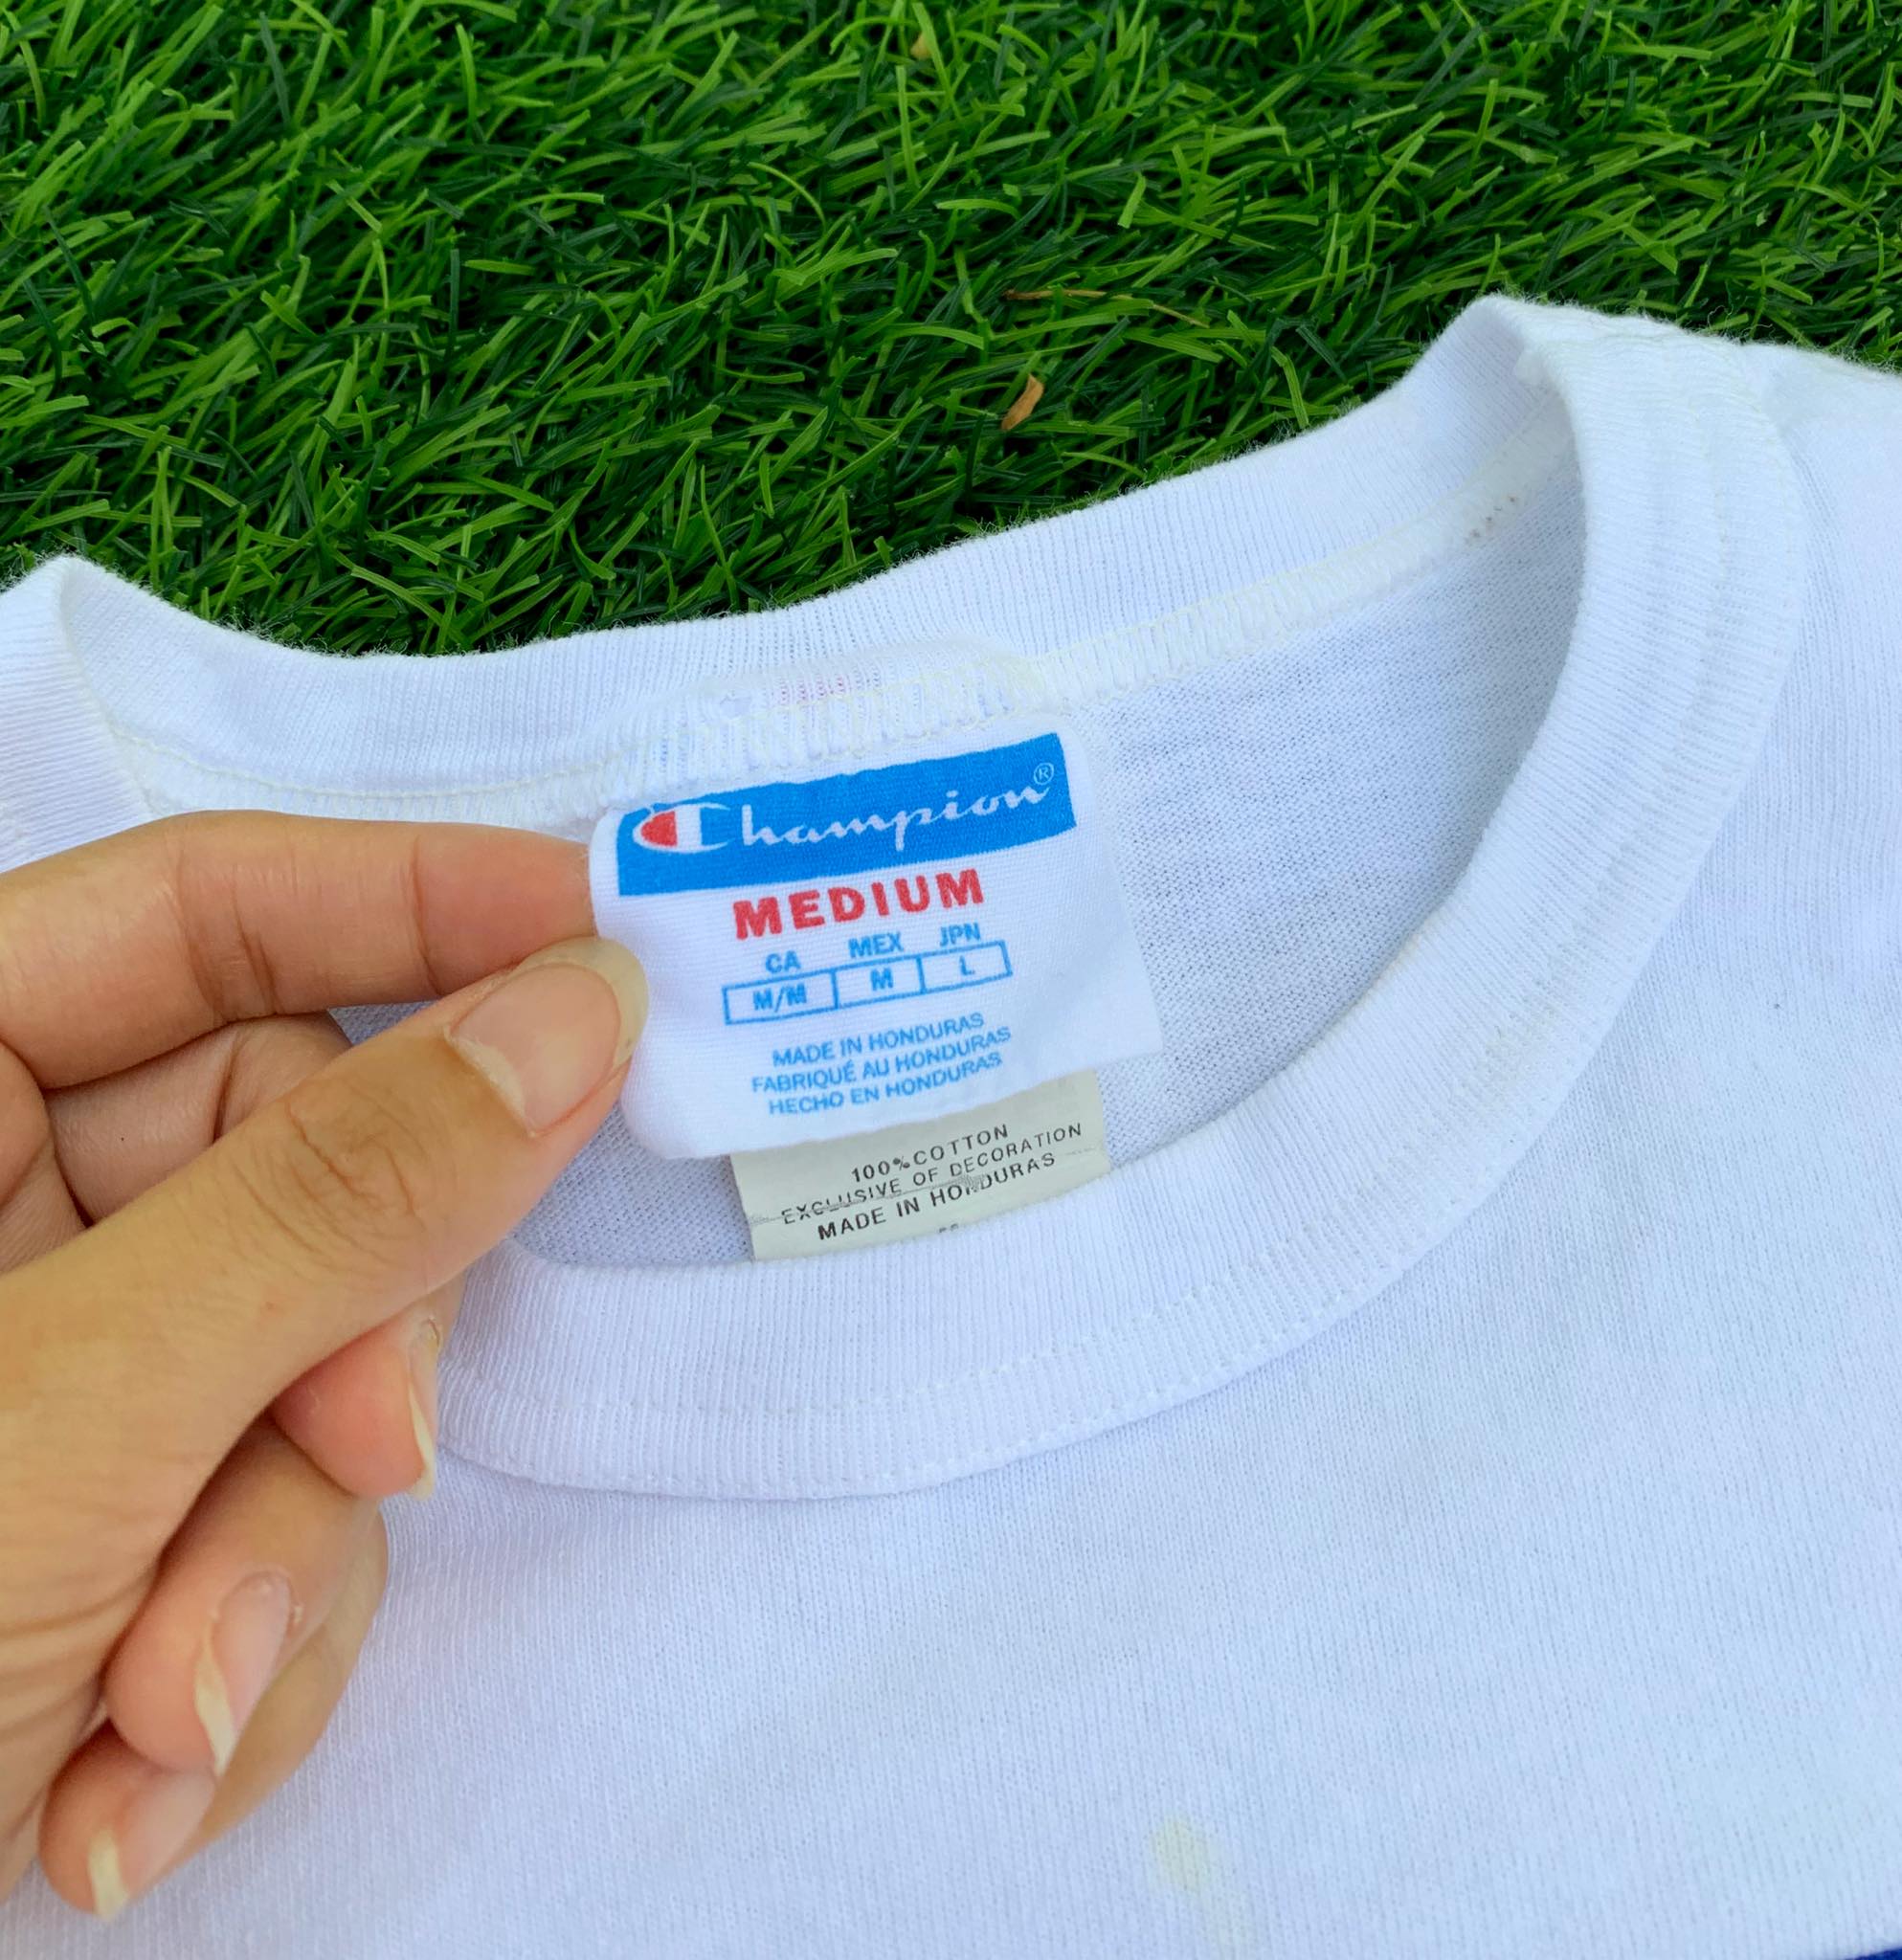 Champion®
MEDIUM
CA MEX JPN
M/M M L
MADE IN HONDURAS
FABRIQUÉ AU HONDURAS
HECHO EN HONDURAS
100%COTTON
EXCLUSIVE OF DECORATION
MADE IN HONDURAS